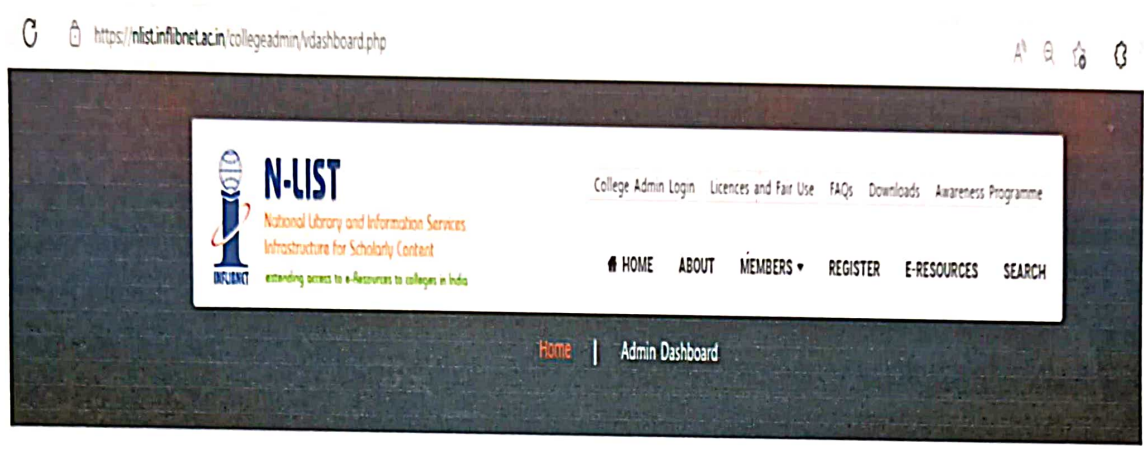 https://nlist.inflibnet.ac.in/collegeadmin/vdashboard.php
N-LIST
National Library and Information Services
Infrastructure for Scholarly Content
extending access to e-Resources to colleges in India
INFLIBNET
College Admin Login Licences and Fair Use FAQs Downloads Awareness Programme
HOME ABOUT MEMBERS REGISTER E-RESOURCES SEARCH
Home | Admin Dashboard